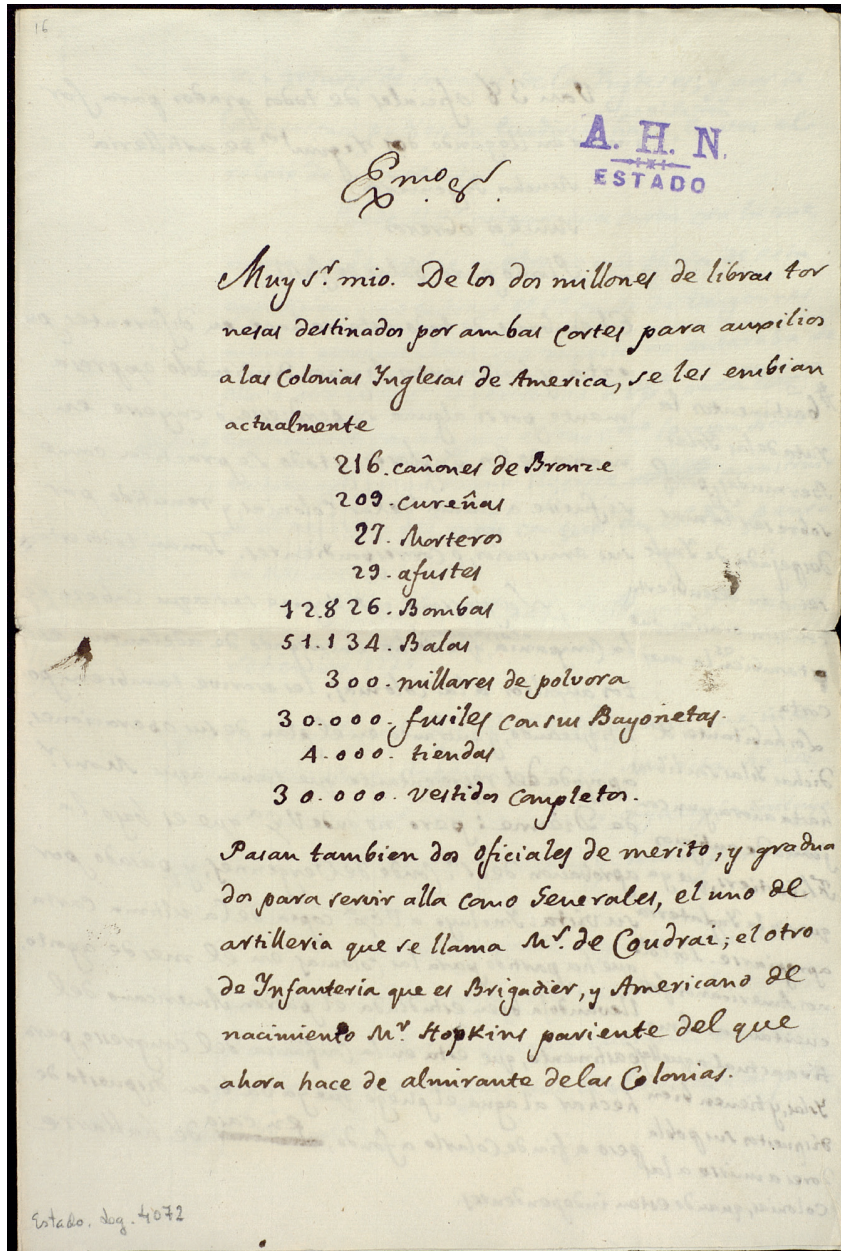 16
A. H. N.
ESTADO
Exmo. Sr.
Muy Sr. mio. De los dos millones de libras tor
nesas destinados por ambas Cortes para auxilios
a las Colonias Inglesas de America, se les embian
actualmente
216. cañones de Bronze
209. cureñas
27. Morteros
29. afustes
12.826. Bombas
51.134. Balas
300. millares de polvora
30.000. fusiles con sus Bayonetas.
4.000. tiendas
30.000. vestidos completos.
Pasan tambien dos oficiales de merito, y gradua
dos para servir alla como Generales, el uno de
artilleria que se llama Mr. de Coudrai; el otro
de Infanteria que es Brigadier, y Americano de
nacimiento Mr. Hopkins pariente del que
ahora hace de almirante de las Colonias.
Estado. Leg. 4072